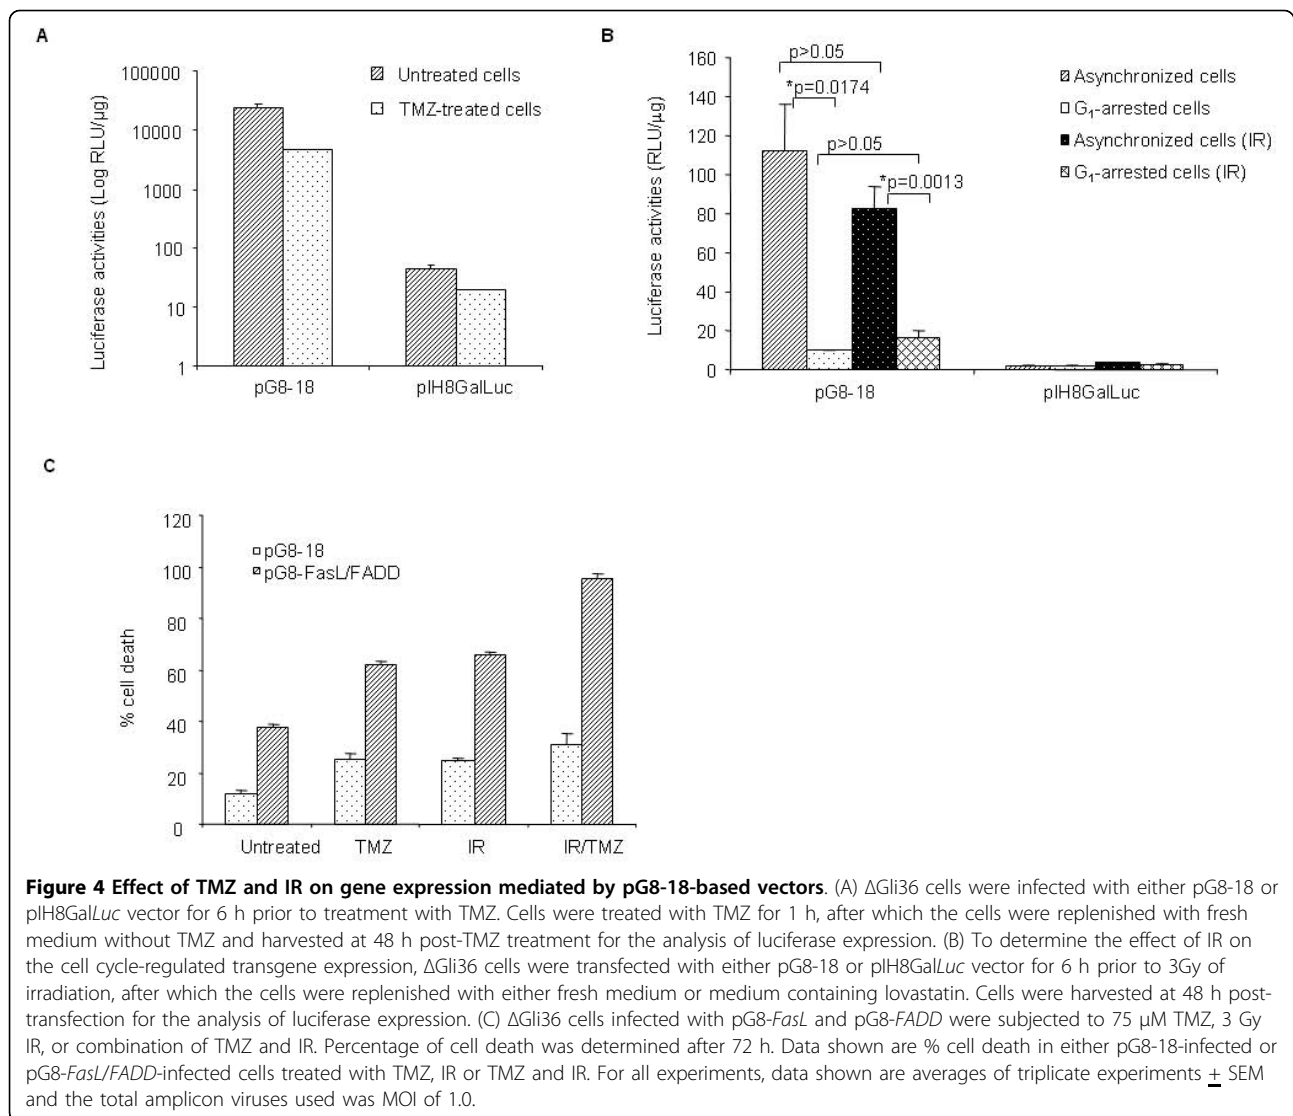 A
100000
10000
1000
100
10
1
Luciferase activities (Log RLU/µg)
Untreated cells
TMZ-treated cells
pG8-18
pIH8GalLuc
B
160
140
120
100
80
60
40
20
0
Luciferase activities (RLU/µg)
p>0.05
*p=0.0174
p>0.05
*p=0.0013
Asynchronized cells
G₁-arrested cells
Asynchronized cells (IR)
G₁-arrested cells (IR)
pG8-18
pIH8GalLuc
C
120
100
80
60
40
20
0
% cell death
pG8-18
pG8-FasL/FADD
Untreated
TMZ
IR
IR/TMZ
Figure 4 Effect of TMZ and IR on gene expression mediated by pG8-18-based vectors. (A) ΔGli36 cells were infected with either pG8-18 or
pIH8GalLuc vector for 6 h prior to treatment with TMZ. Cells were treated with TMZ for 1 h, after which the cells were replenished with fresh
medium without TMZ and harvested at 48 h post-TMZ treatment for the analysis of luciferase expression. (B) To determine the effect of IR on
the cell cycle-regulated transgene expression, ΔGli36 cells were transfected with either pG8-18 or pIH8GalLuc vector for 6 h prior to 3Gy of
irradiation, after which the cells were replenished with either fresh medium or medium containing lovastatin. Cells were harvested at 48 h post-
transfection for the analysis of luciferase expression. (C) ΔGli36 cells infected with pG8-FasL and pG8-FADD were subjected to 75 µM TMZ, 3 Gy
IR, or combination of TMZ and IR. Percentage of cell death was determined after 72 h. Data shown are % cell death in either pG8-18-infected or
pG8-FasL/FADD-infected cells treated with TMZ, IR or TMZ and IR. For all experiments, data shown are averages of triplicate experiments ± SEM
and the total amplicon viruses used was MOI of 1.0.